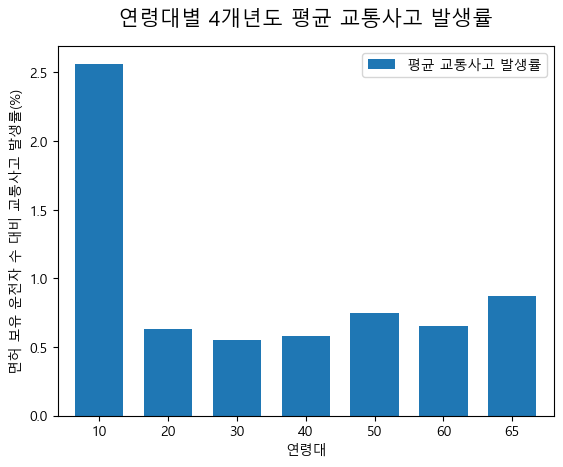 연령대별 4개년도 평균 교통사고 발생률
평균 교통사고 발생률
면허 보유 운전자 수 대비 교통사고 발생률(%)
2.5
2.0
1.5
1.0
0.5
0.0
10 20 30 40 50 60 65
연령대